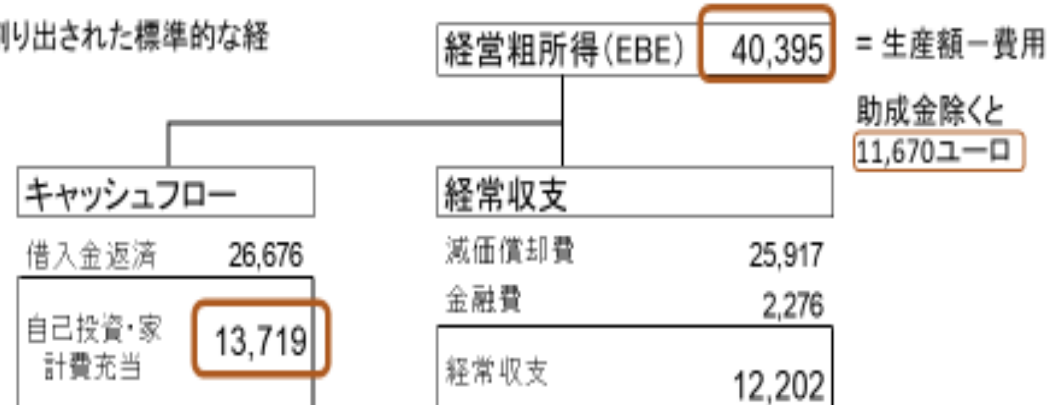 り出された標準的な経
経営粗所得(EBE) 40,395 = 生産額-費用
助成金除くと
11,670ユーロ
キャッシュフロー
借入金返済 26,676
自己投資・家
計費充当
13,719
経常収支
減価償却費 25,917
金融費 2,276
経常収支 12,202